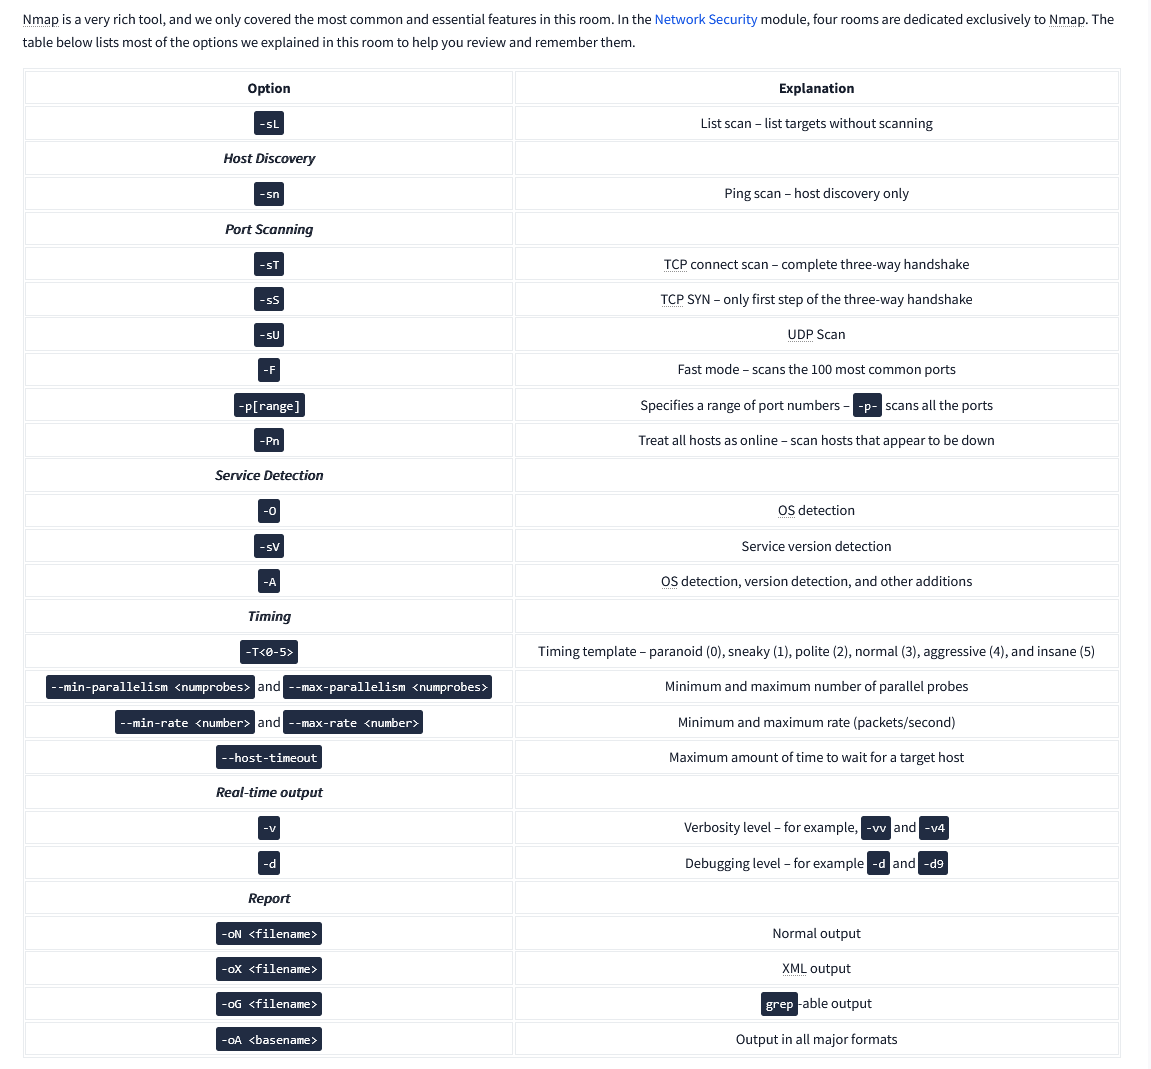 Nmap is a very rich tool, and we only covered the most common and essential features in this room. In the Network Security module, four rooms are dedicated exclusively to Nmap. The
table below lists most of the options we explained in this room to help you review and remember them.
Option Explanation
-sL List scan – list targets without scanning
Host Discovery
-sn Ping scan – host discovery only
Port Scanning
-sT TCP connect scan – complete three-way handshake
-sS TCP SYN – only first step of the three-way handshake
-sU UDP Scan
-F Fast mode – scans the 100 most common ports
-p[range] Specifies a range of port numbers – -p- scans all the ports
-Pn Treat all hosts as online – scan hosts that appear to be down
Service Detection
-O OS detection
-sV Service version detection
-A OS detection, version detection, and other additions
Timing
-T<0-5> Timing template – paranoid (0), sneaky (1), polite (2), normal (3), aggressive (4), and insane (5)
--min-parallelism <numprobes> and --max-parallelism <numprobes> Minimum and maximum number of parallel probes
--min-rate <number> and --max-rate <number> Minimum and maximum rate (packets/second)
--host-timeout Maximum amount of time to wait for a target host
Real-time output
-v Verbosity level – for example, -vv and -v4
-d Debugging level – for example -d and -d9
Report
-oN <filename> Normal output
-oX <filename> XML output
-oG <filename> grep-able output
-oA <basename> Output in all major formats